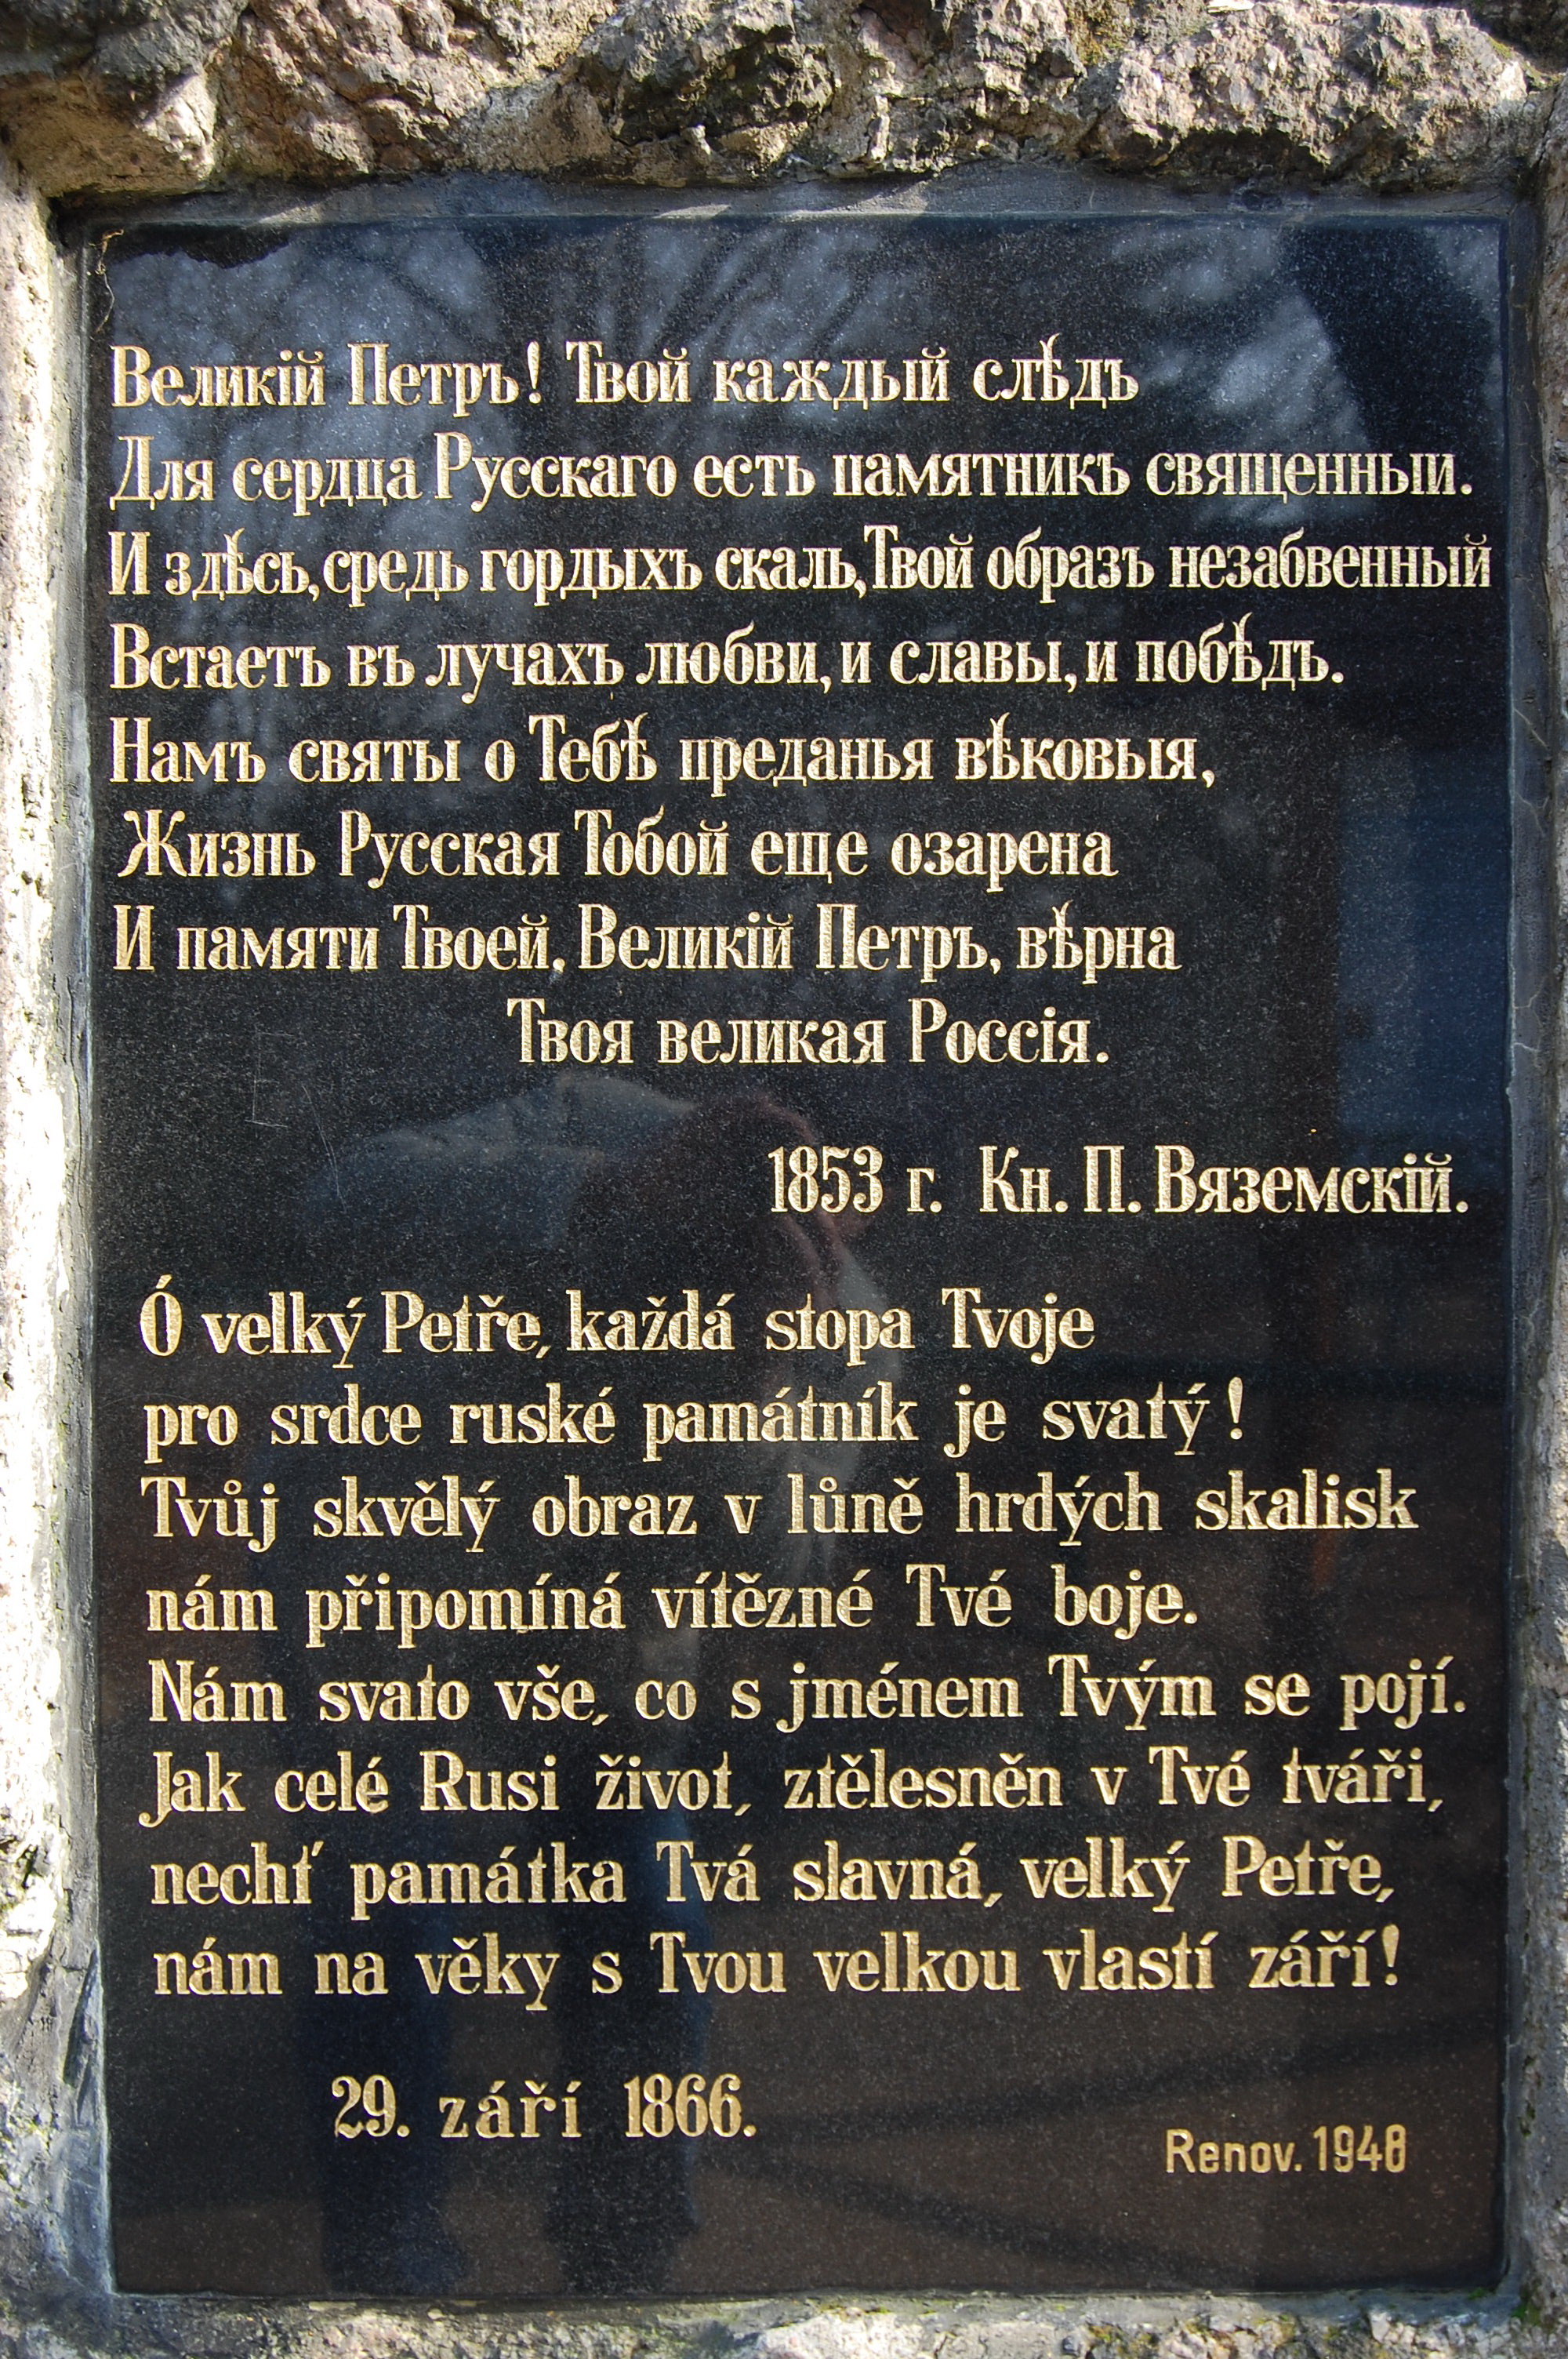 Великій Петръ! Твой каждый слѣдъ
Для сердца Русскаго есть памятникъ священныи.
И здѣсь, средь гордыхъ скалъ, Твой образъ незабвенный
Встаетъ въ лучахъ любви, и славы, и побѣдъ.
Намъ святы о Тебѣ преданья вѣковыя,
Жизнь Русская Тобой еще озарена
И памяти Твоей, Великій Петръ, вѣрна
Твоя великая Россія.
1853 г. Кн. П. Вяземскій.
Ó velký Petře, každá stopa Tvoje
pro srdce ruské památník je svatý!
Tvůj skvělý obraz v lůně hrdých skalisk
nám připomíná vítězné Tvé boje.
Nám svato vše, co s jménem Tvým se pojí.
Jak celé Rusi život, ztělesněn v Tvé tváři,
nechť památka Tvá slavná, velký Petře,
nám na věky s Tvou velkou vlastí září!
29. září 1866.
Renov. 1948